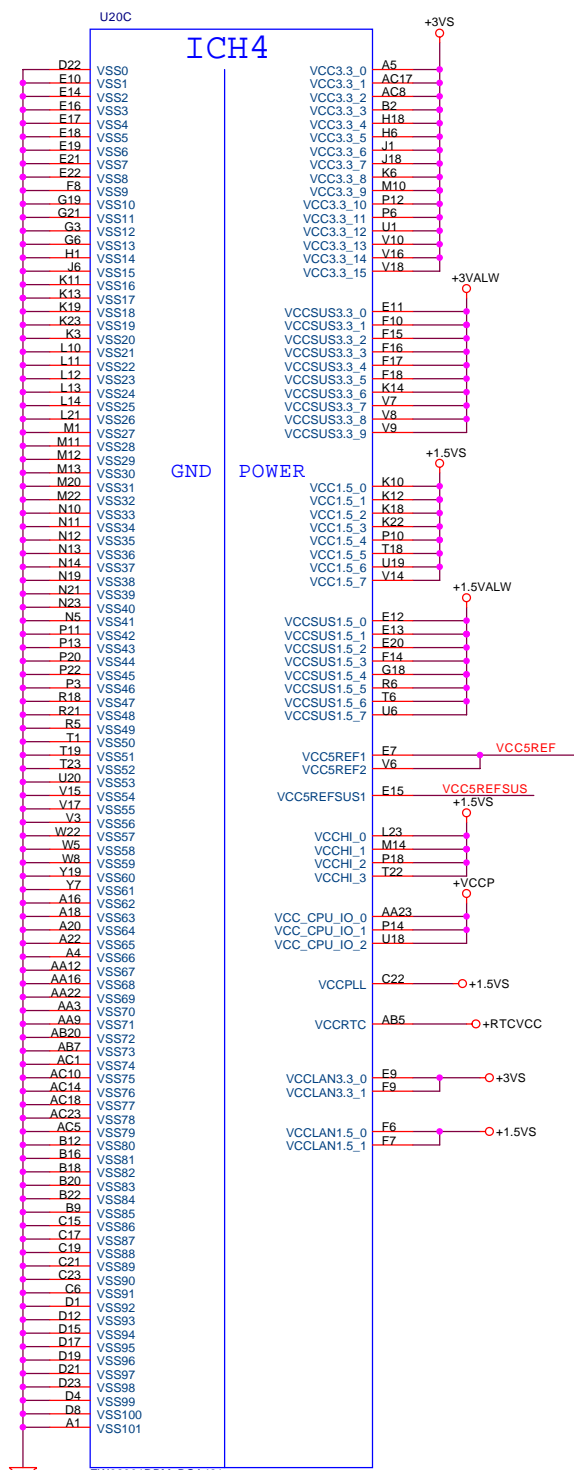 U20C
ICH4
GND
POWER
D22 VSS0
E10 VSS1
E14 VSS2
E16 VSS3
E17 VSS4
E18 VSS5
E19 VSS6
E21 VSS7
E22 VSS8
F8 VSS9
G19 VSS10
G21 VSS11
G3 VSS12
G6 VSS13
H1 VSS14
J6 VSS15
K11 VSS16
K13 VSS17
K19 VSS18
K23 VSS19
K3 VSS20
L10 VSS21
L11 VSS22
L12 VSS23
L13 VSS24
L14 VSS25
L21 VSS26
M1 VSS27
M11 VSS28
M12 VSS29
M13 VSS30
M20 VSS31
M22 VSS32
N10 VSS33
N11 VSS34
N12 VSS35
N13 VSS36
N14 VSS37
N19 VSS38
N21 VSS39
N23 VSS40
N5 VSS41
P11 VSS42
P13 VSS43
P20 VSS44
P22 VSS45
P3 VSS46
R18 VSS47
R21 VSS48
R5 VSS49
T1 VSS50
T19 VSS51
T23 VSS52
U20 VSS53
V15 VSS54
V17 VSS55
V3 VSS56
W22 VSS57
W5 VSS58
W8 VSS59
Y19 VSS60
Y7 VSS61
A16 VSS62
A18 VSS63
A20 VSS64
A22 VSS65
A4 VSS66
AA12 VSS67
AA16 VSS68
AA22 VSS69
AA3 VSS70
AA9 VSS71
AB20 VSS72
AB7 VSS73
AC1 VSS74
AC10 VSS75
AC14 VSS76
AC18 VSS77
AC23 VSS78
AC5 VSS79
B12 VSS80
B16 VSS81
B18 VSS82
B20 VSS83
B22 VSS84
B9 VSS85
C15 VSS86
C17 VSS87
C19 VSS88
C21 VSS89
C23 VSS90
C6 VSS91
D1 VSS92
D12 VSS93
D15 VSS94
D17 VSS95
D19 VSS96
D21 VSS97
D23 VSS98
D4 VSS99
D8 VSS100
A1 VSS101
+3VS
VCC3.3_0 A5
VCC3.3_1 AC17
VCC3.3_2 AC8
VCC3.3_3 B2
VCC3.3_4 H18
VCC3.3_5 H6
VCC3.3_6 J1
VCC3.3_7 J18
VCC3.3_8 K6
VCC3.3_9 M10
VCC3.3_10 P12
VCC3.3_11 P6
VCC3.3_12 U1
VCC3.3_13 V10
VCC3.3_14 V16
VCC3.3_15 V18
+3VALW
VCCSUS3.3_0 E11
VCCSUS3.3_1 F10
VCCSUS3.3_2 F15
VCCSUS3.3_3 F16
VCCSUS3.3_4 F17
VCCSUS3.3_5 F18
VCCSUS3.3_6 K14
VCCSUS3.3_7 V7
VCCSUS3.3_8 V8
VCCSUS3.3_9 V9
+1.5VS
VCC1.5_0 K10
VCC1.5_1 K12
VCC1.5_2 K18
VCC1.5_3 K22
VCC1.5_4 P10
VCC1.5_5 T18
VCC1.5_6 U19
VCC1.5_7 V14
+1.5VALW
VCCSUS1.5_0 E12
VCCSUS1.5_1 E13
VCCSUS1.5_2 E20
VCCSUS1.5_3 F14
VCCSUS1.5_4 G18
VCCSUS1.5_5 R6
VCCSUS1.5_6 T6
VCCSUS1.5_7 U6
VCC5REF1 E7 VCC5REF
VCC5REF2 V6
VCC5REFSUS1 E15 VCC5REFSUS
+1.5VS
VCCHI_0 L23
VCCHI_1 M14
VCCHI_2 P18
VCCHI_3 T22
+VCCP
VCC_CPU_IO_0 AA23
VCC_CPU_IO_1 P14
VCC_CPU_IO_2 U18
VCCPLL C22 +1.5VS
VCCRTC AB5 +RTCVCC
VCCLAN3.3_0 E9 +3VS
VCCLAN3.3_1 F9
VCCLAN1.5_0 F6 +1.5VS
VCCLAN1.5_1 F7